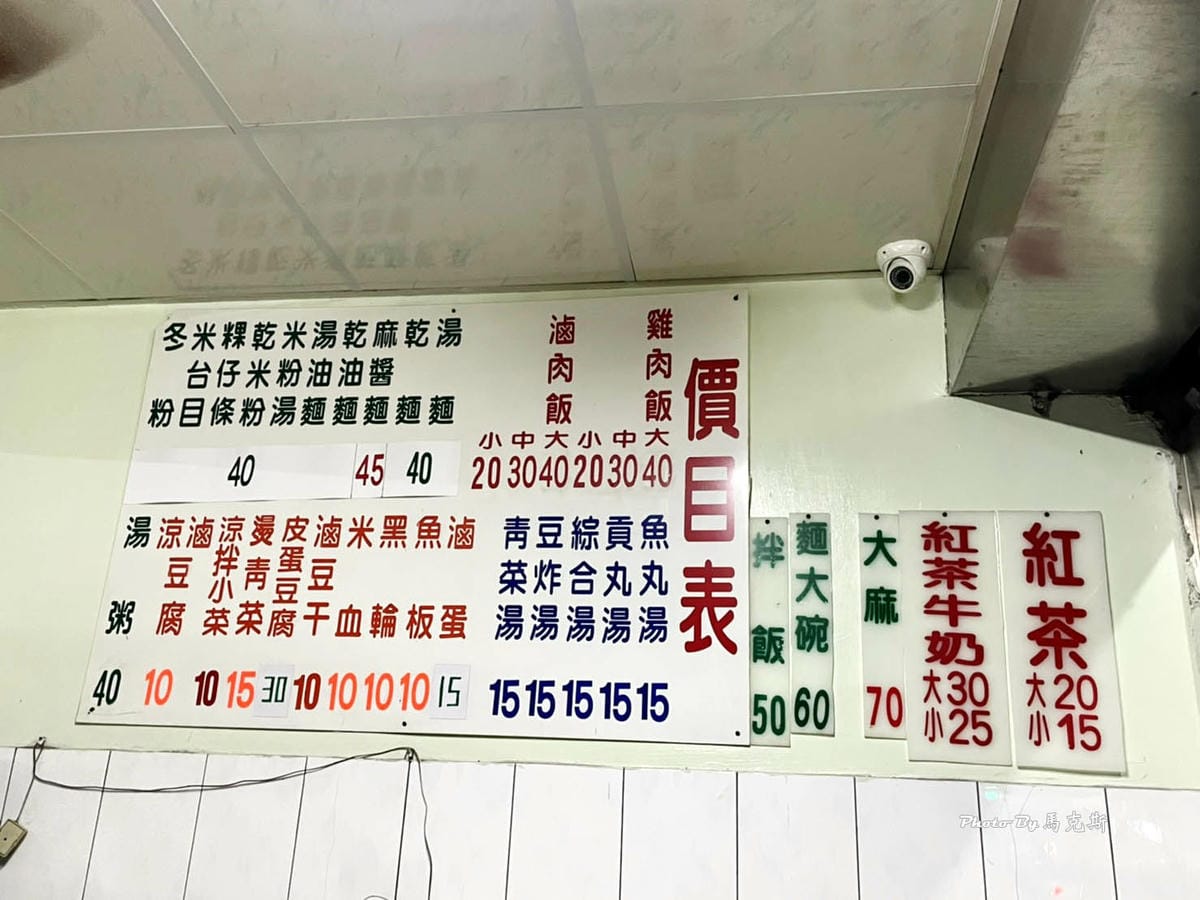 紅茶
大20
小15
紅茶牛奶
大30
小25
大麻
70
麵大碗
60
拌飯
50
價目表
雞肉飯
大40
中30
小20
滷肉飯
大40
中30
小20
湯麵
乾麵
40
麻醬麵
45
乾油麵
湯油麵
米粉湯
乾米粉
粿仔條
米台目
冬粉
40
魚丸湯
15
貢丸湯
15
綜合湯
15
豆炸湯
15
青菜湯
15
滷蛋
15
魚板
10
黑輪
10
米血
10
滷豆干
10
皮蛋豆腐
30
燙青菜
15
涼拌小菜
10
滷涼豆腐
10
湯粥
40
Photo By 馬克斯